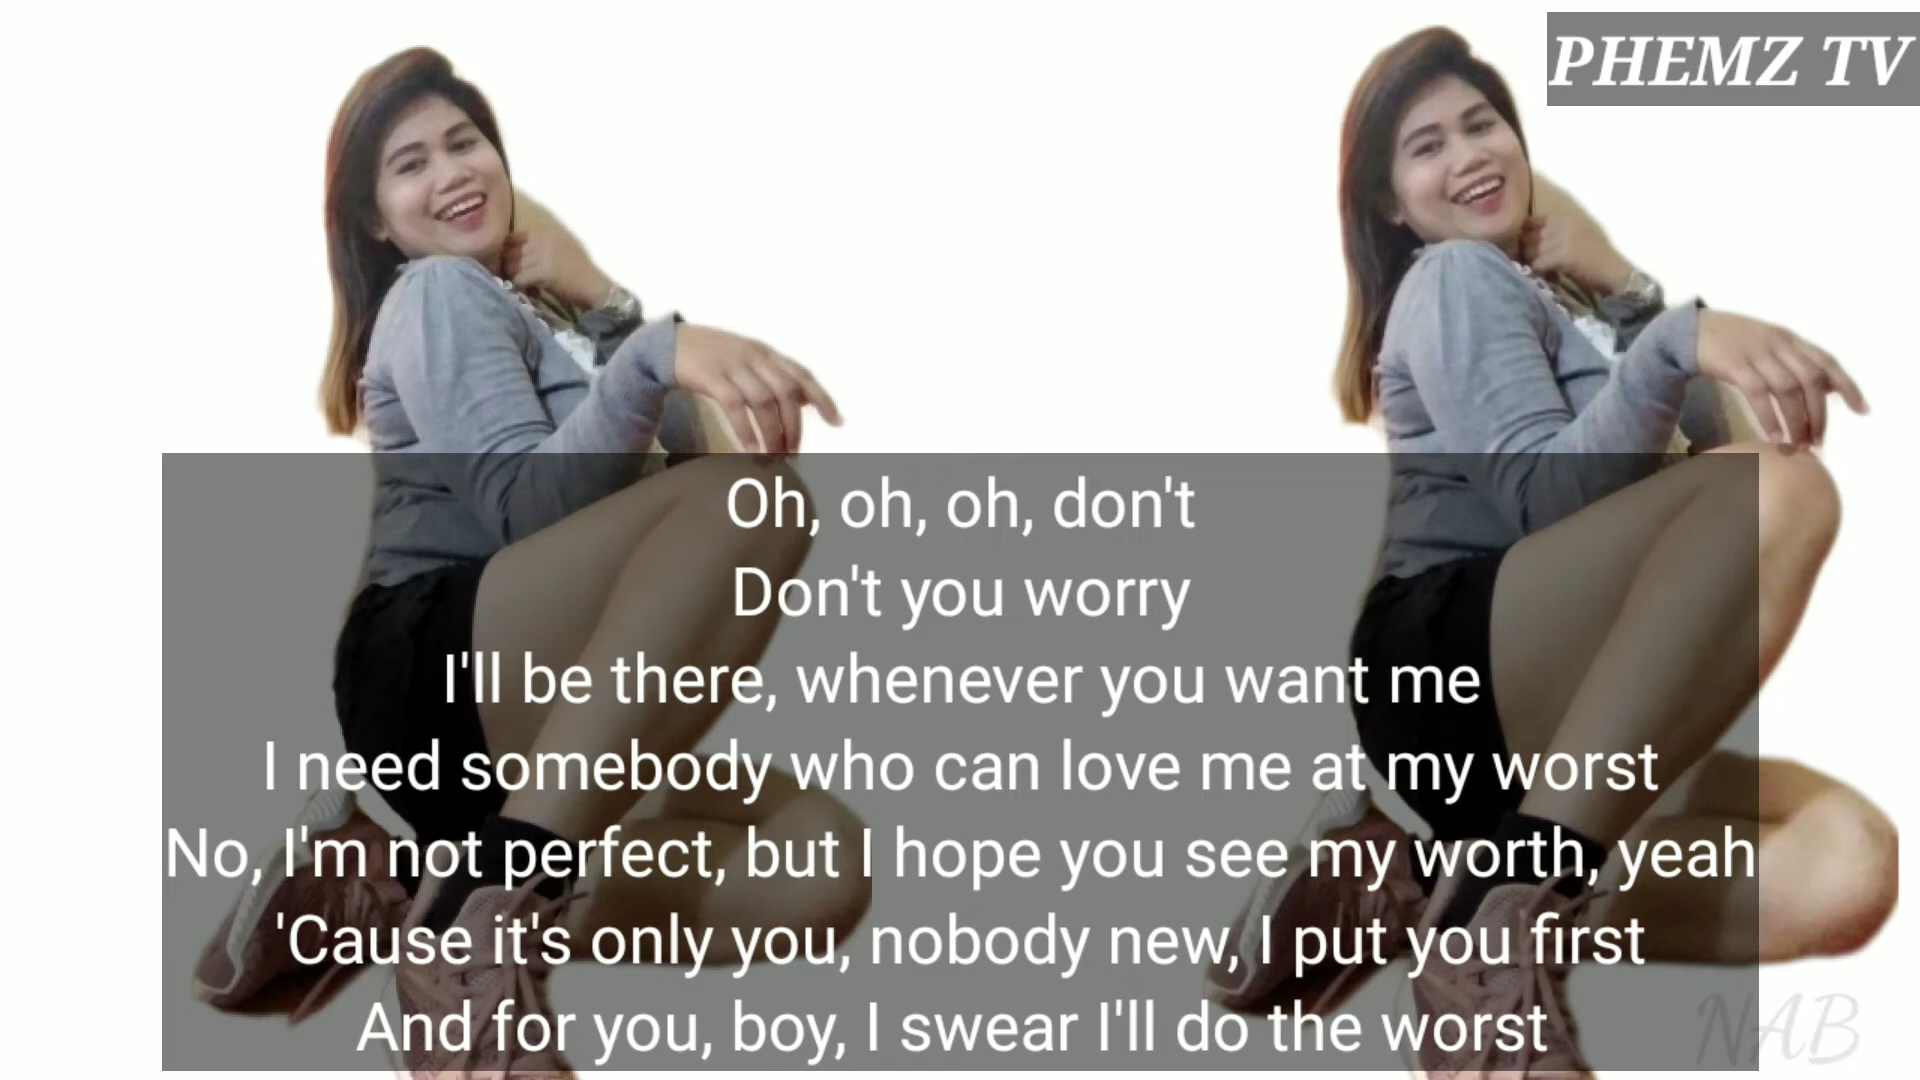 PHEMZ TV
Oh, oh, oh, don't
Don't you worry
I'll be there, whenever you want me
I need somebody who can love me at my worst
No, I'm not perfect, but I hope you see my worth, yeah
'Cause it's only you, nobody new, I put you first
And for you, boy, I swear I'll do the worst
NAB